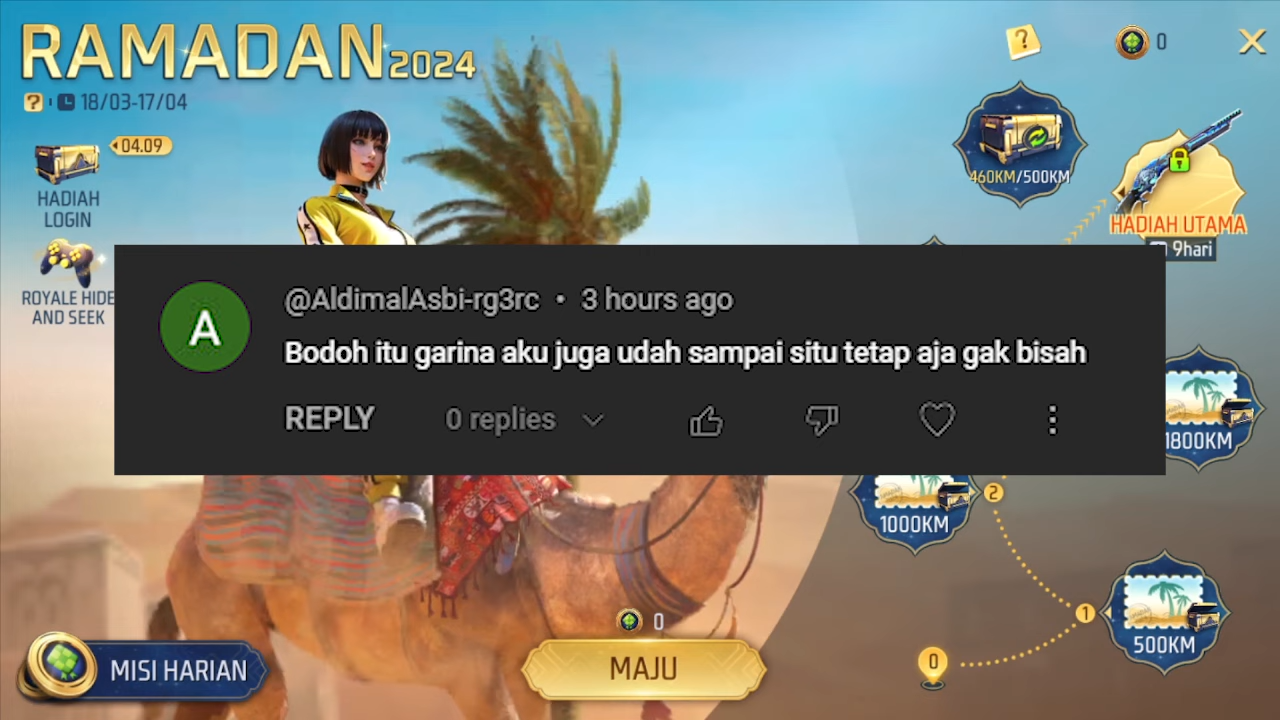 RAMADAN 2024
18/03-17/04
04.09
HADIAH
LOGIN
ROYALE HIDE
AND SEEK
0
460KM/500KM
HADIAH UTAMA
9hari
@AldimalAsbi-rg3rc • 3 hours ago
Bodoh itu garina aku juga udah sampai situ tetap aja gak bisah
REPLY
0 replies
1800KM
1000KM
2
1
500KM
0
0
MAJU
MISI HARIAN